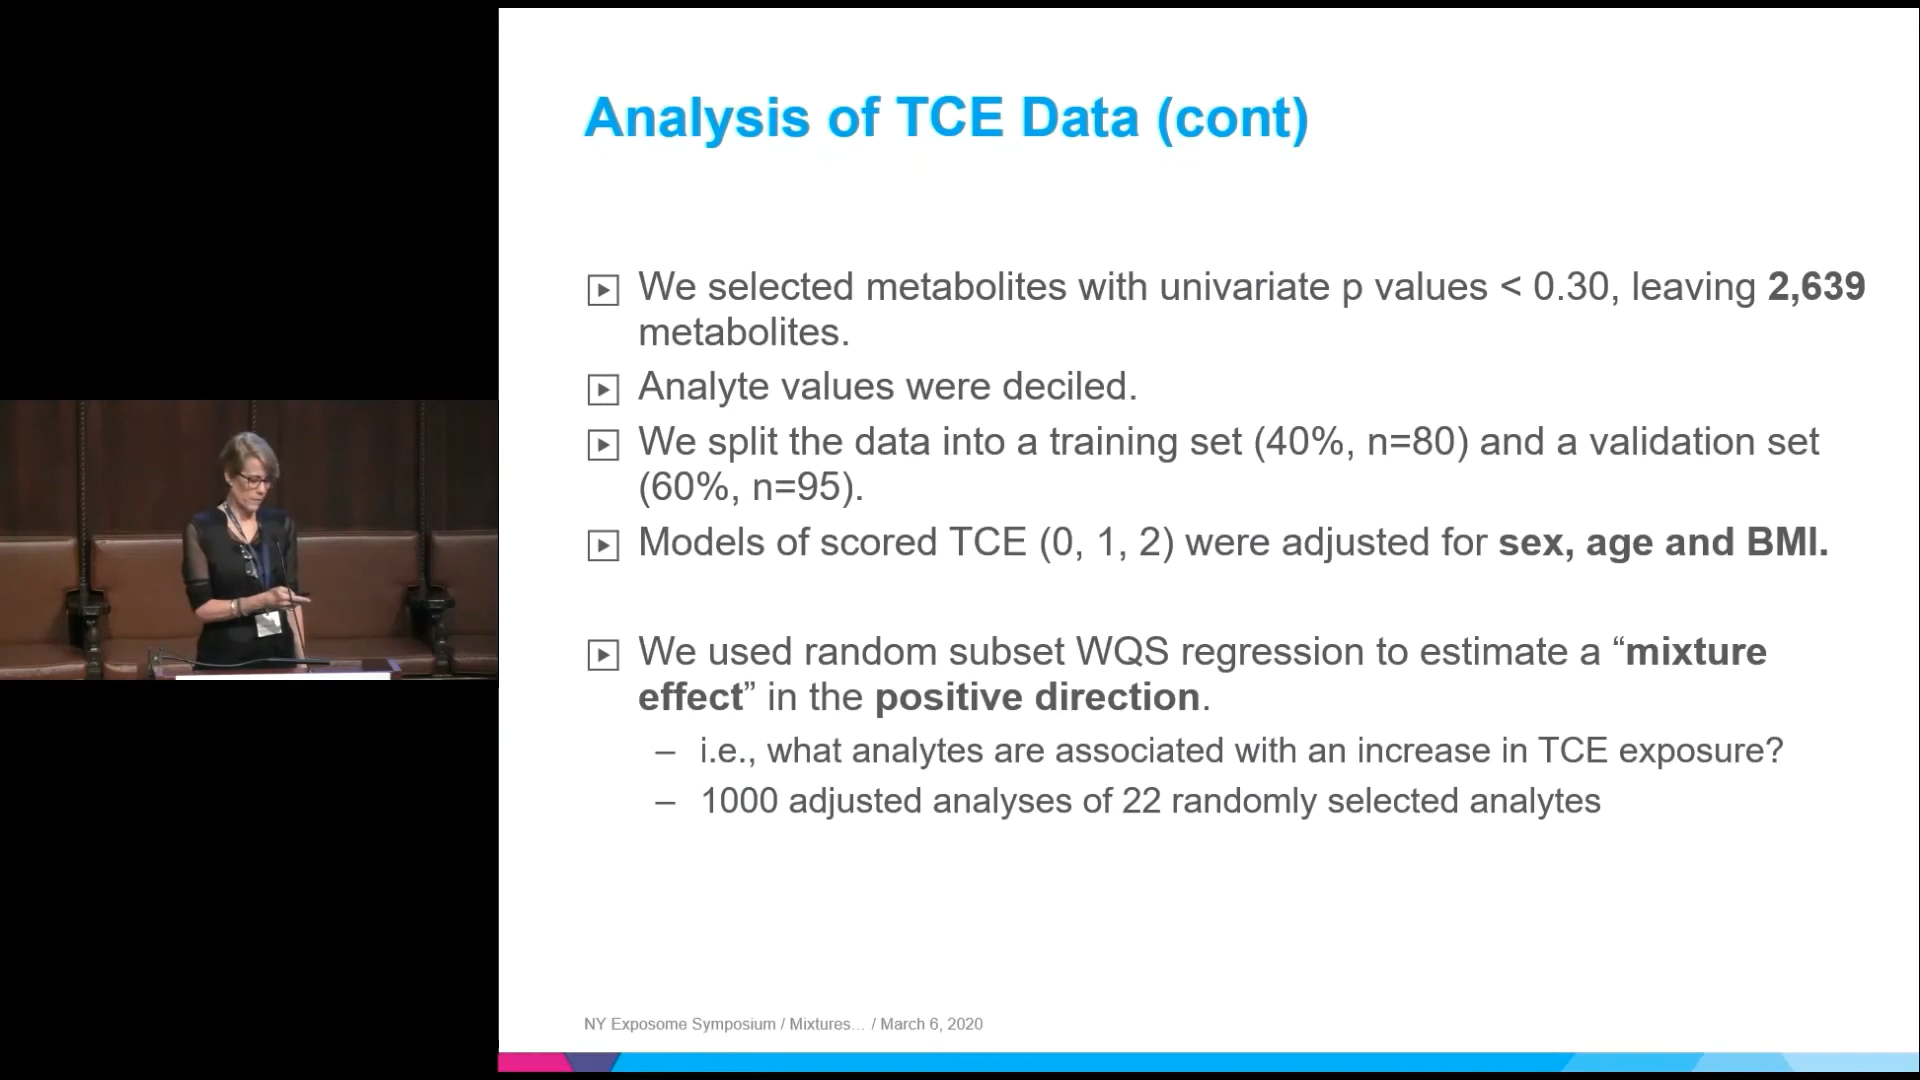 Analysis of TCE Data (cont)
We selected metabolites with univariate p values < 0.30, leaving 2,639
metabolites.
Analyte values were deciled.
We split the data into a training set (40%, n=80) and a validation set
(60%, n=95).
Models of scored TCE (0, 1, 2) were adjusted for sex, age and BMI.
We used random subset WQS regression to estimate a “mixture
effect” in the positive direction.
– i.e., what analytes are associated with an increase in TCE exposure?
– 1000 adjusted analyses of 22 randomly selected analytes
NY Exposome Symposium / Mixtures... / March 6, 2020